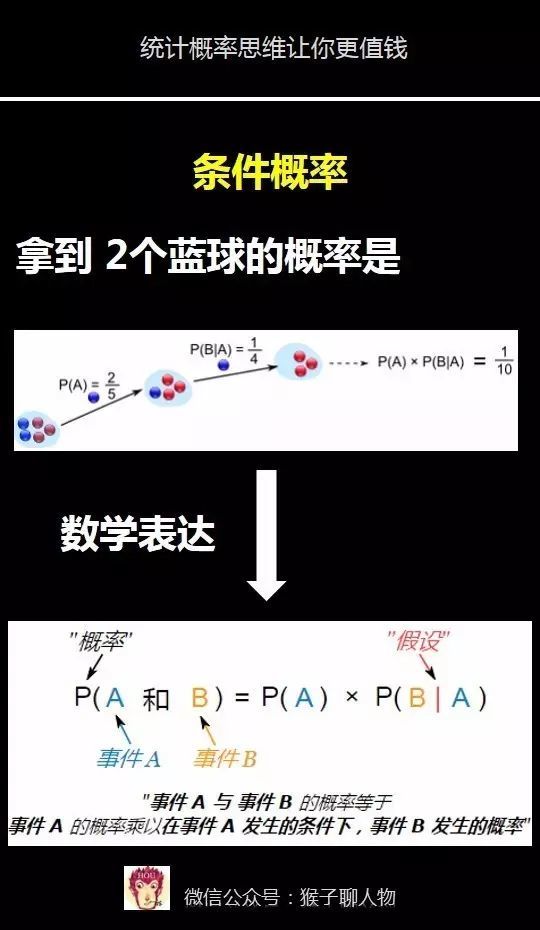 统计概率思维让你更值钱
条件概率
拿到 2个蓝球的概率是
P(A) = 2/5
P(B|A) = 1/4
P(A) × P(B|A) = 1/10
数学表达
"概率"
"假设"
P( A 和 B ) = P( A ) × P( B | A )
事件A
事件B
"事件 A 与 事件 B 的概率等于
事件 A 的概率乘以在事件 A 发生的条件下，事件 B 发生的概率"
HOU
微信公众号：猴子聊人物